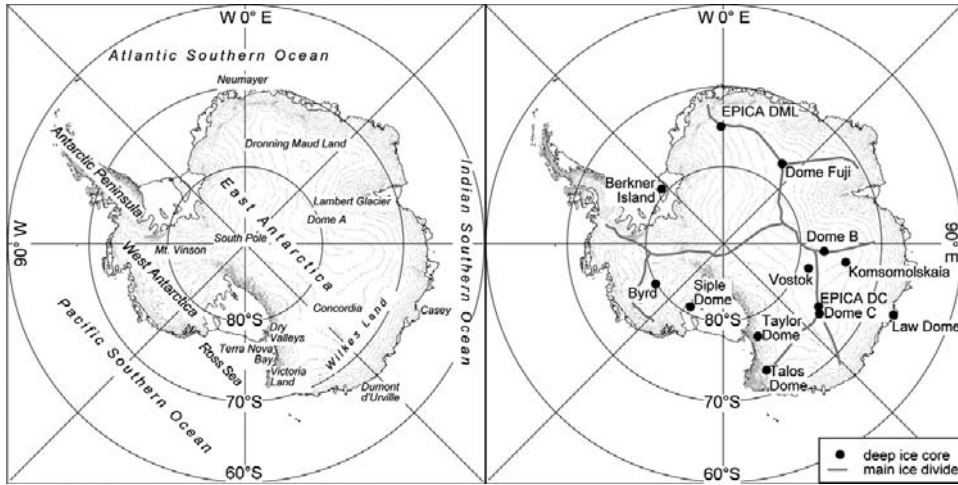 W 0° E
Atlantic Southern Ocean
Neumayer
Dronning Maud Land
Antarctic Peninsula
East Antarctica
Lambert Glacier
Dome A
Indian Southern Ocean
South Pole
90° W
Mt. Vinson
West Antarctica
Concordia
Casey
Pacific Southern Ocean
80°S
Dry
Valleys
Wilkes Land
Ross Sea
Terra Nova
Bay
Victoria
Land
Dumont
d'Urville
70°S
60°S
W 0° E
EPICA DML
Dome Fuji
Berkner
Island
Dome B
90°
m
Vostok
Komsomolskaia
Byrd
Siple
Dome
EPICA DC
Dome C
Law Dome
80°S
Taylor
Dome
Talos
Dome
70°S
60°S
deep ice core
main ice divide